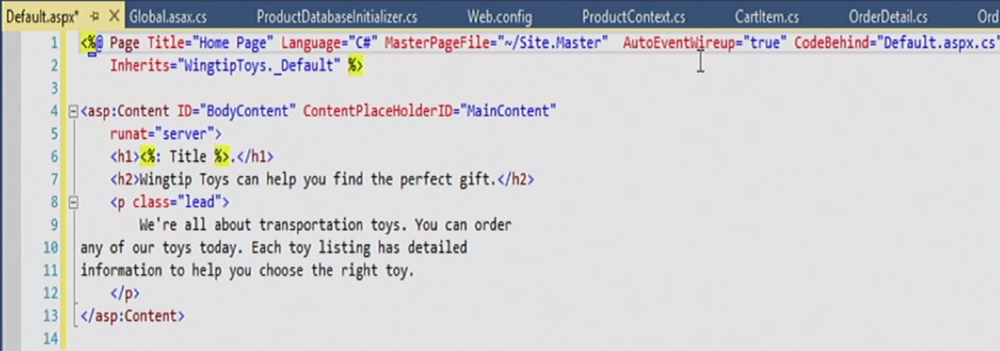 Default.aspx* Global.asax.cs ProductDatabaseInitializer.cs Web.config ProductContext.cs CartItem.cs OrderDetail.cs Ord
1 <%@ Page Title="Home Page" Language="C#" MasterPageFile="~/Site.Master" AutoEventWireup="true" CodeBehind="Default.aspx.cs"
2 Inherits="WingtipToys._Default" %>
3
4 <asp:Content ID="BodyContent" ContentPlaceHolderID="MainContent"
5 runat="server">
6 <h1><%: Title %>.</h1>
7 <h2>Wingtip Toys can help you find the perfect gift.</h2>
8 <p class="lead">
9 We're all about transportation toys. You can order
10 any of our toys today. Each toy listing has detailed
11 information to help you choose the right toy.
12 </p>
13 </asp:Content>
14